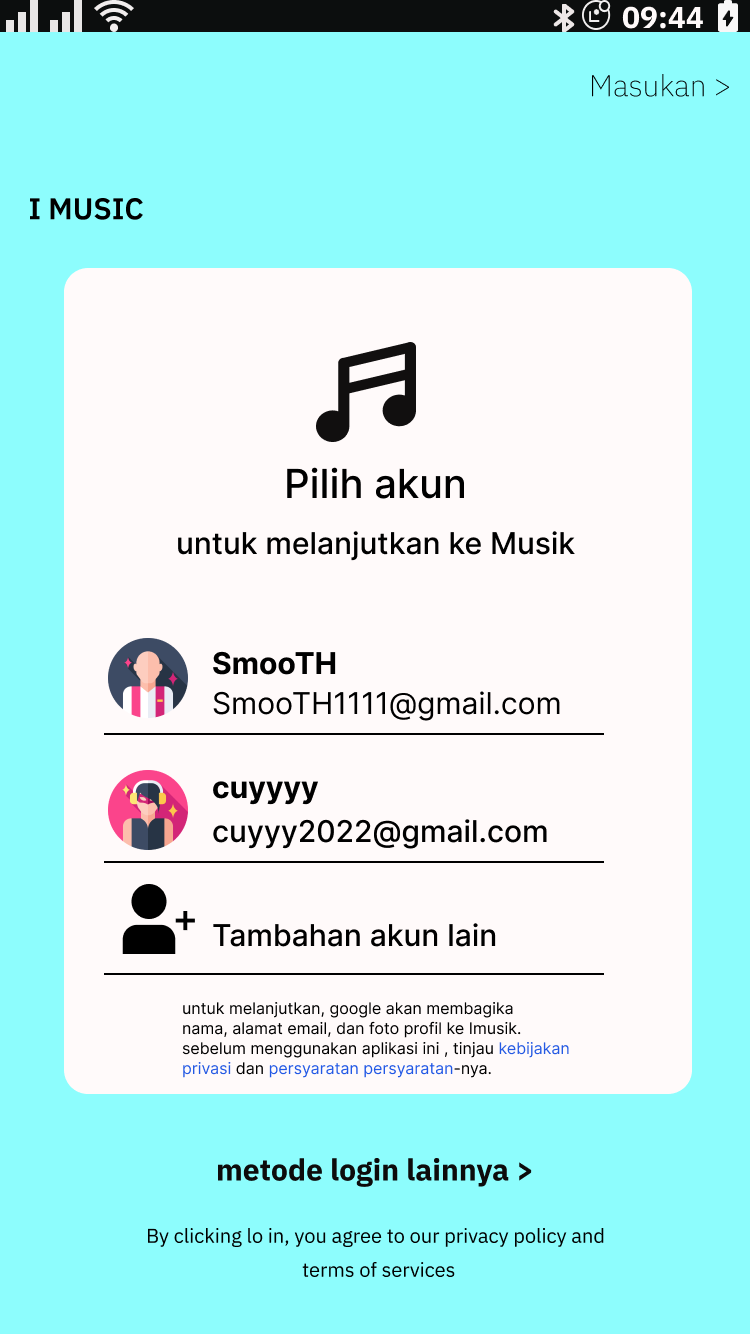 09:44
Masukan >
I MUSIC
Pilih akun
untuk melanjutkan ke Musik
SmooTH
SmooTH1111@gmail.com
cuyyyy
cuyyy2022@gmail.com
Tambahan akun lain
untuk melanjutkan, google akan membagika
nama, alamat email, dan foto profil ke Imusik.
sebelum menggunakan aplikasi ini , tinjau kebijakan
privasi dan persyaratan persyaratan-nya.
metode login lainnya >
By clicking lo in, you agree to our privacy policy and
terms of services